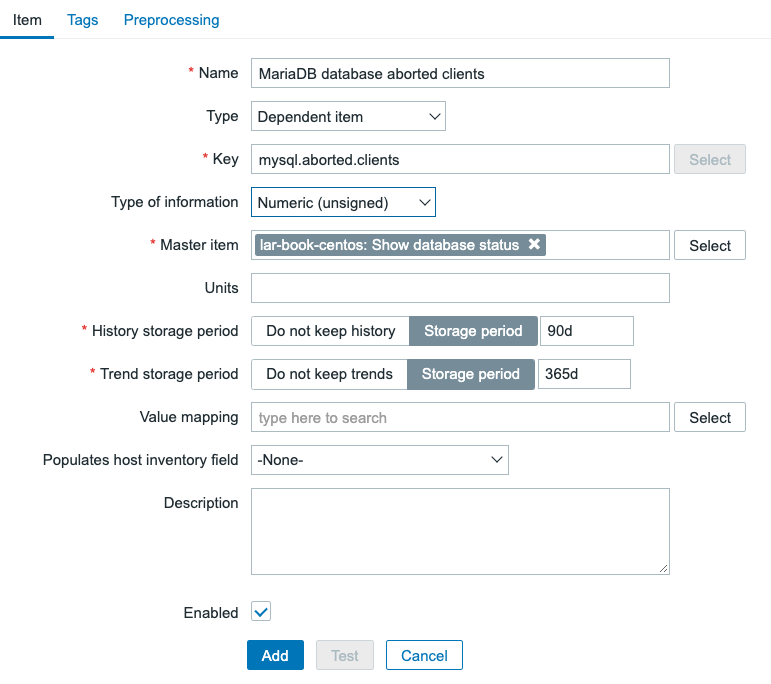 Item Tags Preprocessing
* Name MariaDB database aborted clients
Type Dependent item
* Key mysql.aborted.clients Select
Type of information Numeric (unsigned)
* Master item lar-book-centos: Show database status Select
Units
* History storage period Do not keep history Storage period 90d
* Trend storage period Do not keep trends Storage period 365d
Value mapping type here to search Select
Populates host inventory field -None-
Description
Enabled
Add Test Cancel